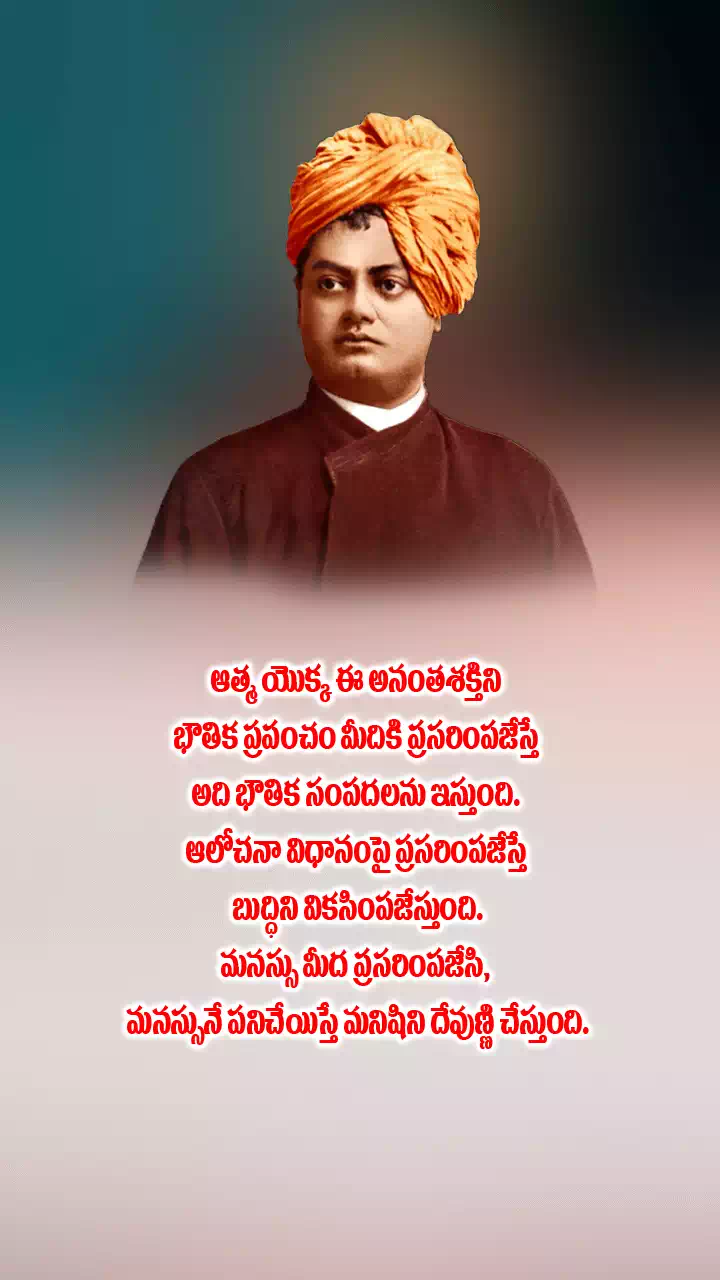 ఆత్మ యొక్క ఈ అనంతశక్తిని
భౌతిక ప్రపంచం మీదికి ప్రసరింపజేస్తే
అది భౌతిక సంపదలను ఇస్తుంది.
ఆలోచనా విధానంపై ప్రసరింపజేస్తే
బుద్ధిని వికసింపజేస్తుంది.
మనస్సు మీద ప్రసరింపజేసి,
మనస్సునే పనిచేయిస్తే మనిషిని దేవుణ్ణి చేస్తుంది.